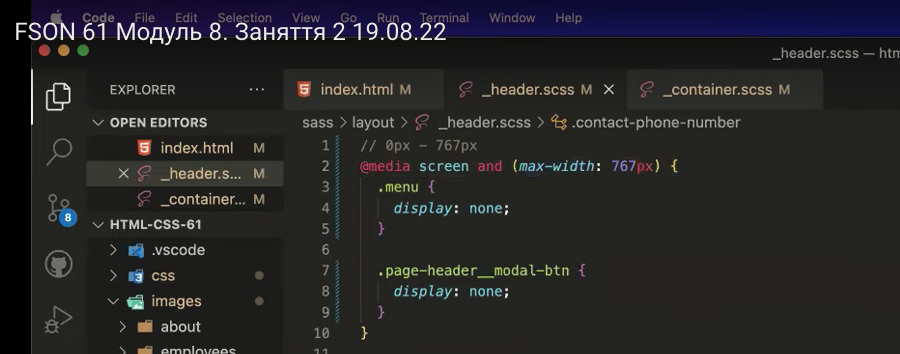 Code File Edit Selection View Go Run Terminal Window Help
FSON 61 Модуль 8. Заняття 2 19.08.22
_header.scss — htm
EXPLORER ...
index.html M
_header.scss M
_container.scss M
OPEN EDITORS
index.html M
_header.s... M
_container... M
8
HTML-CSS-61
.vscode
css
images
about
employees
sass > layout > _header.scss > .contact-phone-number
1 // 0px – 767px
2 @media screen and (max-width: 767px) {
3 .menu {
4 display: none;
5 }
6
7 .page-header__modal-btn {
8 display: none;
9 }
10 }
11